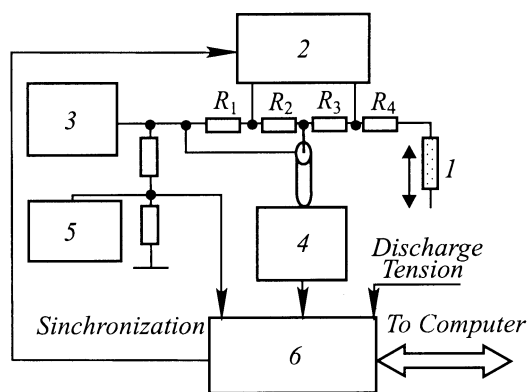 2
3
R1
R2
R3
R4
1
5
4
Discharge
Tension
Sinchronization
6
To Computer